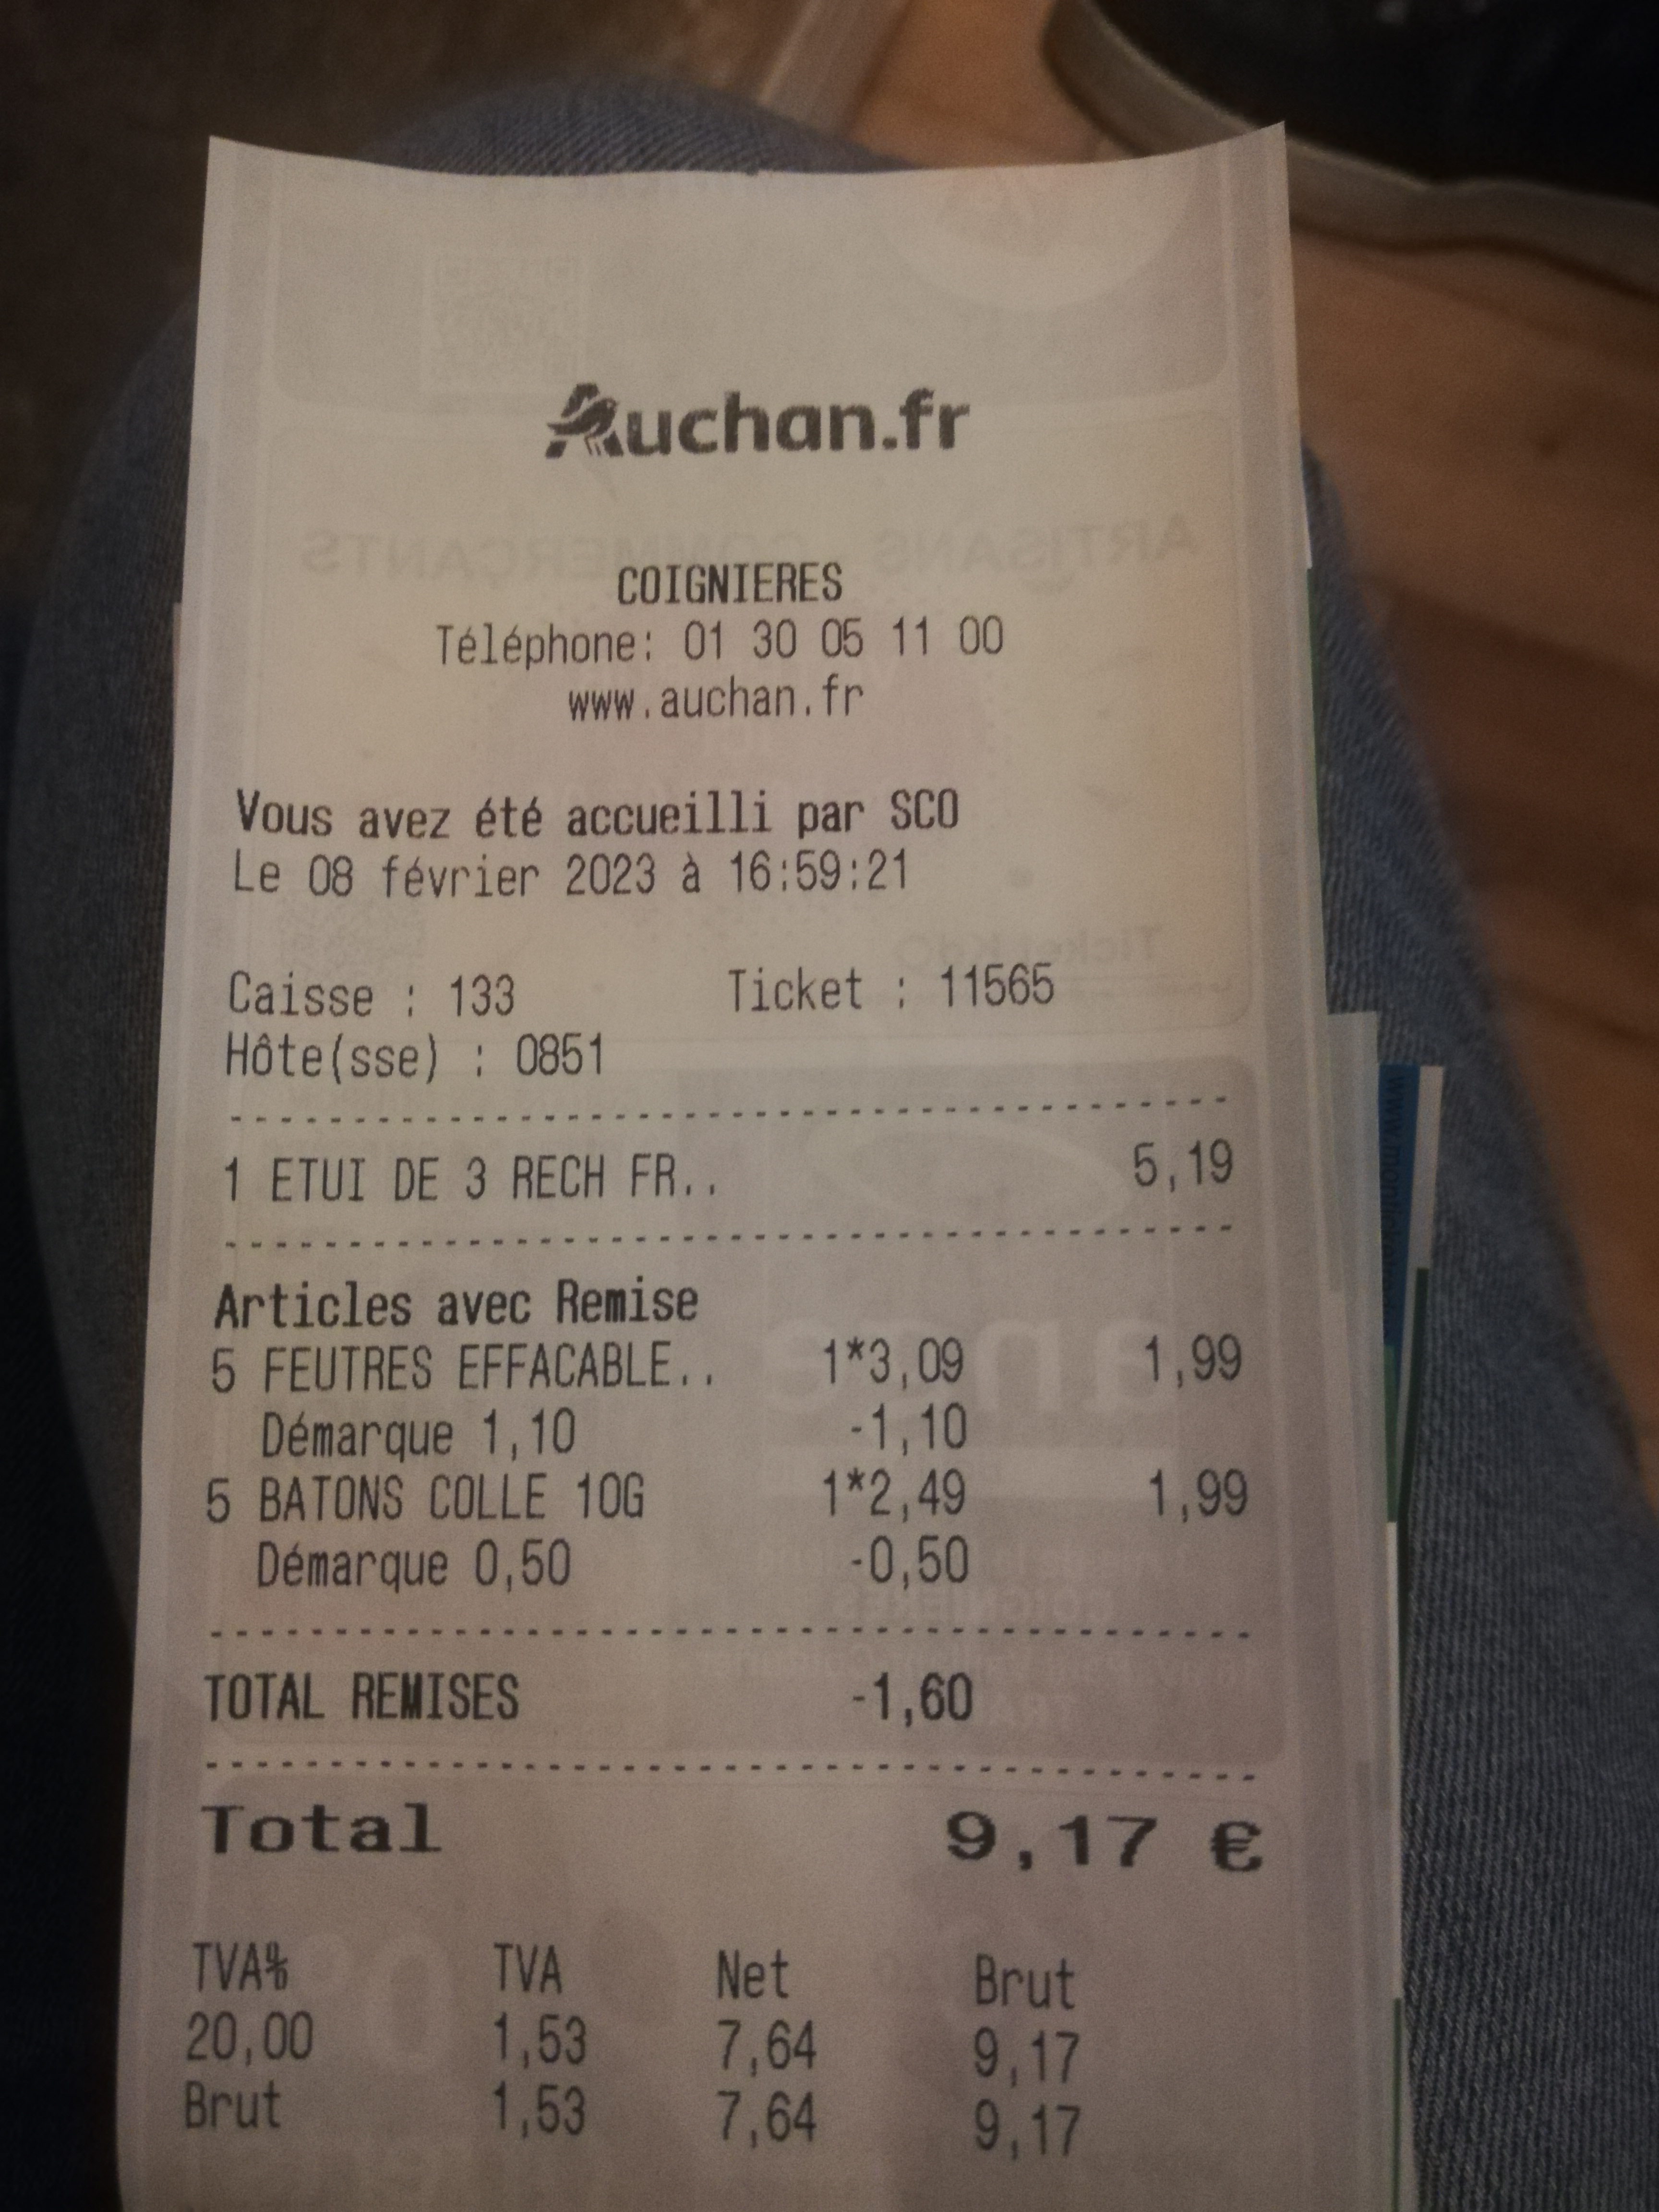 Auchan.fr
COIGNIERES
Téléphone: 01 30 05 11 00
www.auchan.fr
Vous avez été accueilli par SCO
Le 08 février 2023 à 16:59:21
Caisse : 133 Ticket : 11565
Hôte(sse) : 0851
1 ETUI DE 3 RECH FR.. 5,19
Articles avec Remise
5 FEUTRES EFFACABLE.. 1*3,09 1,99
Démarque 1,10 -1,10
5 BATONS COLLE 10G 1*2,49 1,99
Démarque 0,50 -0,50
TOTAL REMISES -1,60
Total 9,17 €
TVA% TVA Net Brut
20,00 1,53 7,64 9,17
Brut 1,53 7,64 9,17